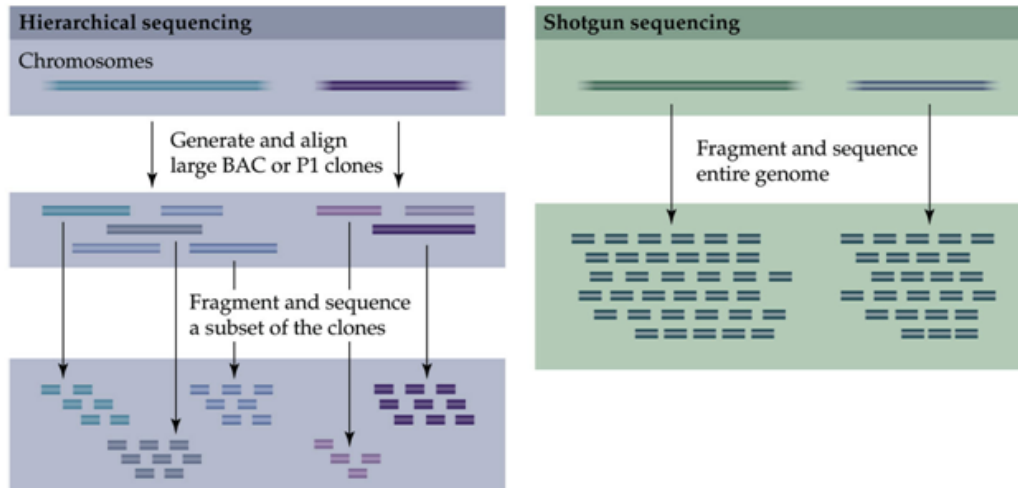 Hierarchical sequencing
Chromosomes
Generate and align
large BAC or P1 clones
Fragment and sequence
a subset of the clones
Shotgun sequencing
Fragment and sequence
entire genome